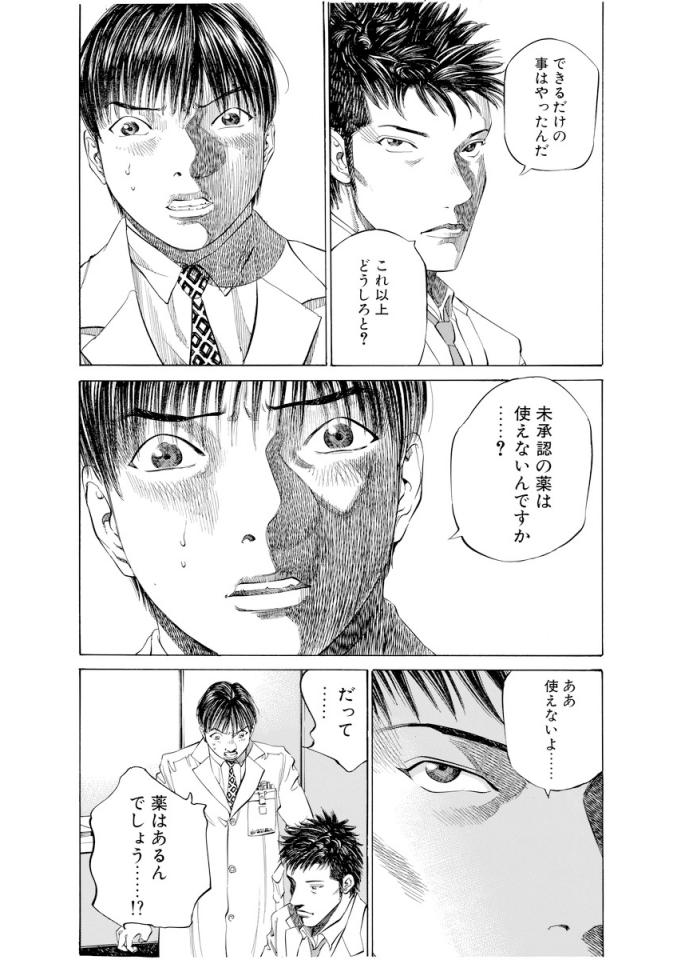 できるだけの
事はやったんだ
これ以上
どうしろと?
未承認の薬は
使えないんですか
……?
ああ
使えないよ……
だって
……
薬はあるん
でしょう……!?